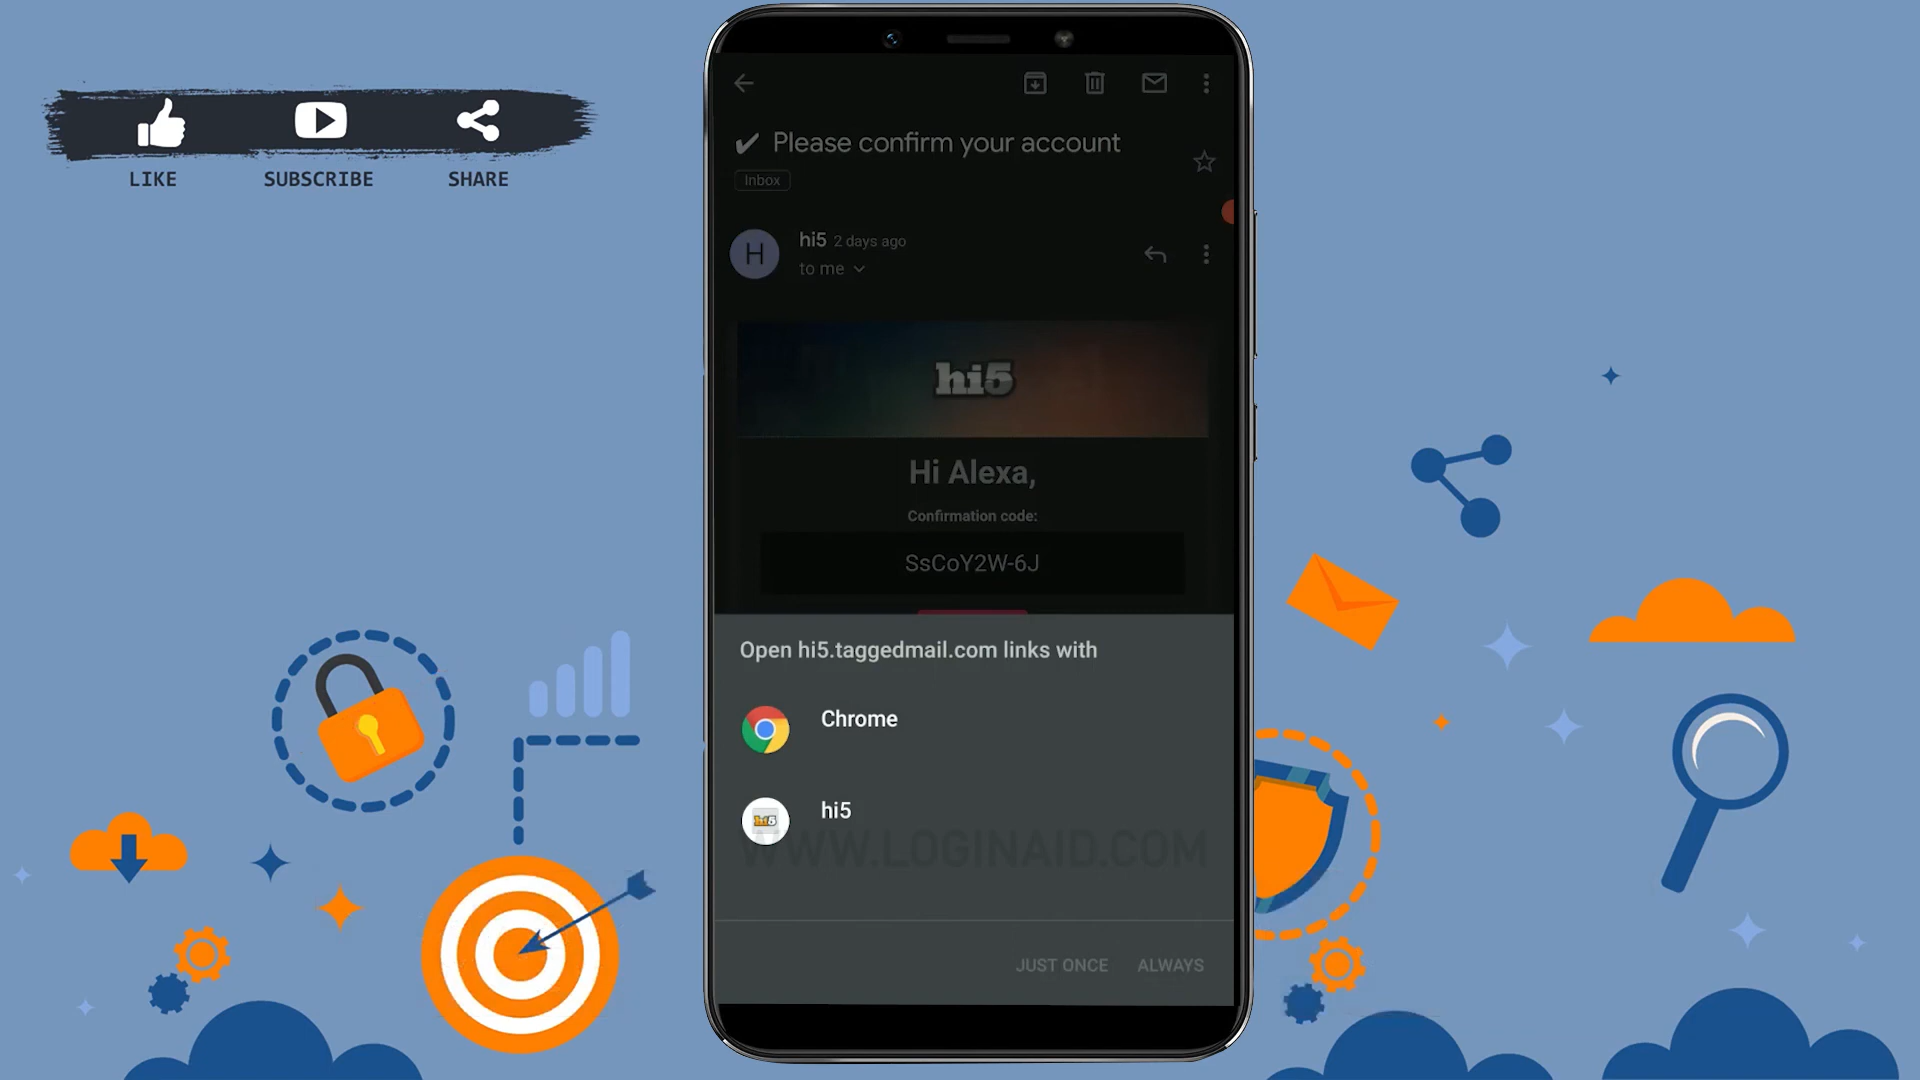 LIKE SUBSCRIBE SHARE
Please confirm your account
Inbox
H
hi5 2 days ago
to me
hi5
Hi Alexa,
Confirmation code:
SsCoY2W-6J
Open hi5.taggedmail.com links with
Chrome
hi5
hi5
WWW.LOGINAID.COM
JUST ONCE ALWAYS